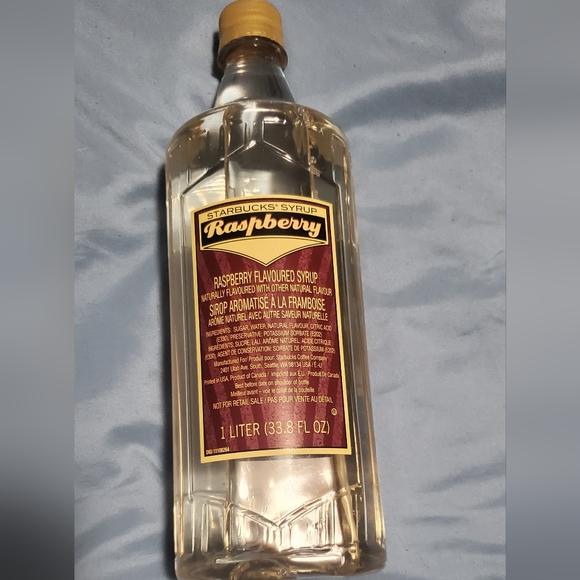 STARBUCKS® SYRUP
Raspberry
RASPBERRY FLAVOURED SYRUP
NATURALLY FLAVOURED WITH OTHER NATURAL FLAVOUR
SIROP AROMATISÉ À LA FRAMBOISE
ARÔME NATUREL AVEC AUTRE SAVEUR NATURELLE
INGREDIENTS: SUGAR, WATER, NATURAL FLAVOUR, CITRIC ACID
(E330), PRESERVATIVE: POTASSIUM SORBATE (E202)
INGRÉDIENTS: SUCRE, EAU, ARÔME NATUREL, ACIDE CITRIQUE
(E330), AGENT DE CONSERVATION: SORBATE DE POTASSIUM (E202)
Manufactured For/ Produit pour: Starbucks Coffee Company
2401 Utah Ave. South, Seattle, WA 98134 USA / É.-U.
Printed in USA. Product of Canada / Imprimé aux É.U. /Produit De Canada
Best before date on shoulder of bottle
Meilleur avant - voir le collet de la bouteille
NOT FOR RETAIL SALE / PAS POUR VENTE AU DÉTAIL
1 LITER (33.8 FL OZ)